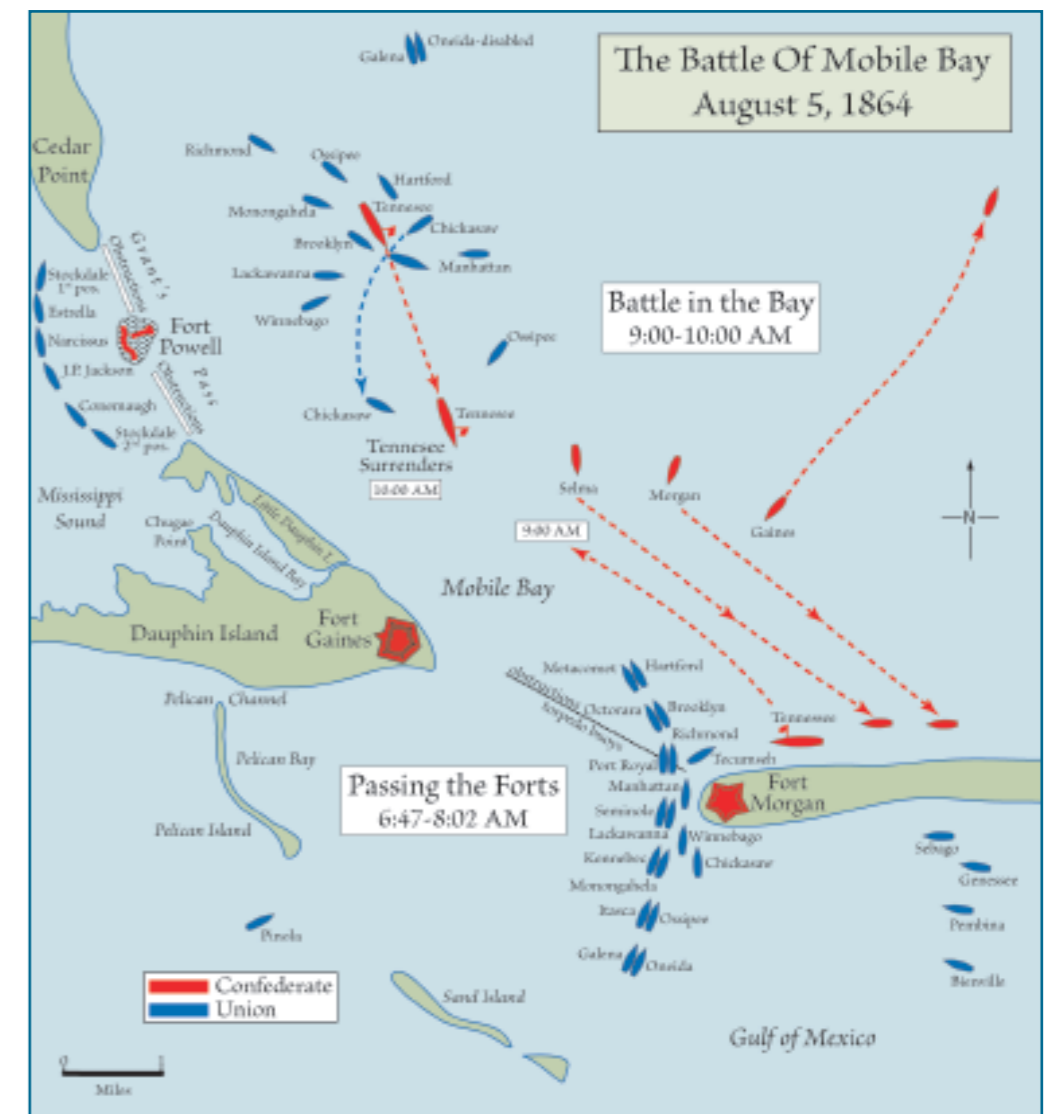 The Battle Of Mobile Bay
August 5, 1864
Oneida-disabled
Galena
Cedar
Point
Richmond
Ossipee
Hartford
Tennessee
Monongahela
Chickasaw
Brooklyn
Manhattan
Lackawanna
Winnebago
Grant's
Pass
Obstructions
Obstructions
Stockdale
1st pos.
Estrella
Narcissus
J.P. Jackson
Conemaugh
Stockdale
2nd pos.
Fort
Powell
Battle in the Bay
9:00-10:00 AM
Ossipee
Chickasaw
Tennessee
Tennessee
Surrenders
10:00 AM
Selma
Morgan
Gaines
9:00 AM
N
Mississippi
Sound
Chugae
Point
Little Dauphin I.
Dauphin Island Bay
Mobile Bay
Dauphin Island
Fort
Gaines
Pelican Channel
Pelican Bay
Pelican Island
Metacomet
Hartford
obstructions
torpedo buoys
Octorara
Brooklyn
Richmond
Tennessee
Port Royal
Tecumseh
Manhattan
Fort
Morgan
Seminole
Lackawanna
Winnebago
Kennebec
Chickasaw
Monongahela
Itasca
Ossipee
Galena
Oneida
Passing the Forts
6:47-8:02 AM
Sebago
Genessee
Pembina
Bienville
Pinola
Confederate
Union
Sand Island
Gulf of Mexico
0 1
Miles